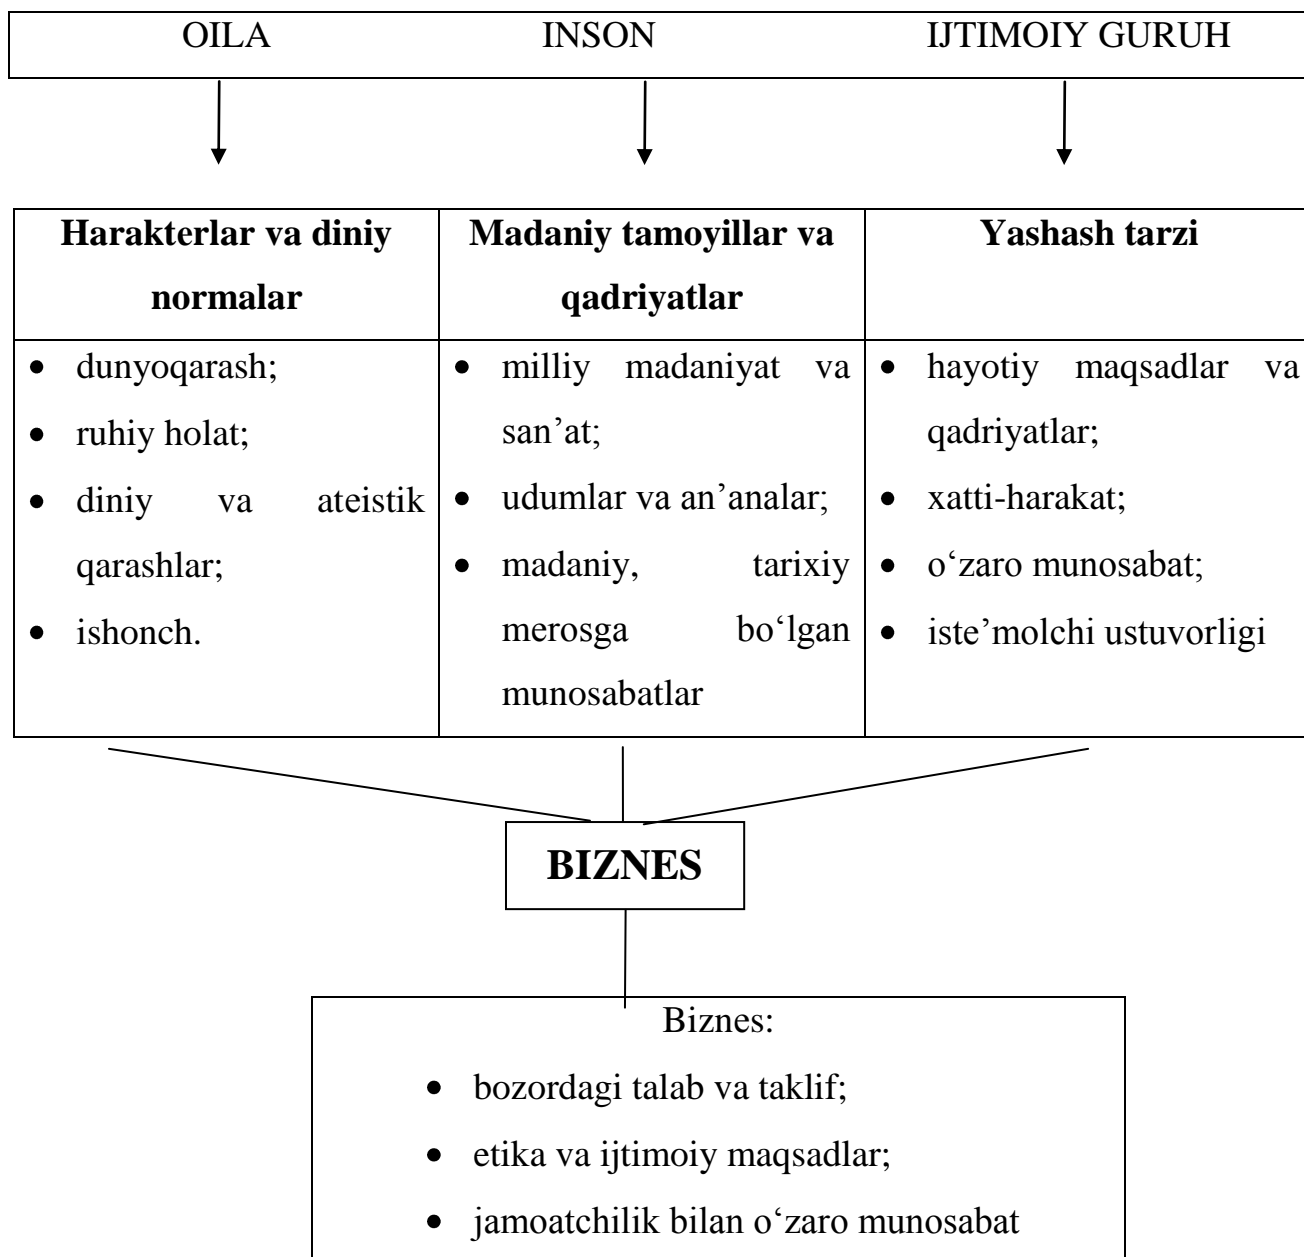 OILA INSON IJTIMOIY GURUH
Harakterlar va diniy
normalar
Madaniy tamoyillar va
qadriyatlar
Yashash tarzi
• dunyoqarash;
• ruhiy holat;
• diniy va ateistik
qarashlar;
• ishonch.
• milliy madaniyat va
san’at;
• udumlar va an’analar;
• madaniy, tarixiy
merosga bo‘lgan
munosabatlar
• hayotiy maqsadlar va
qadriyatlar;
• xatti-harakat;
• o‘zaro munosabat;
• iste’molchi ustuvorligi
BIZNES
Biznes:
• bozordagi talab va taklif;
• etika va ijtimoiy maqsadlar;
• jamoatchilik bilan o‘zaro munosabat